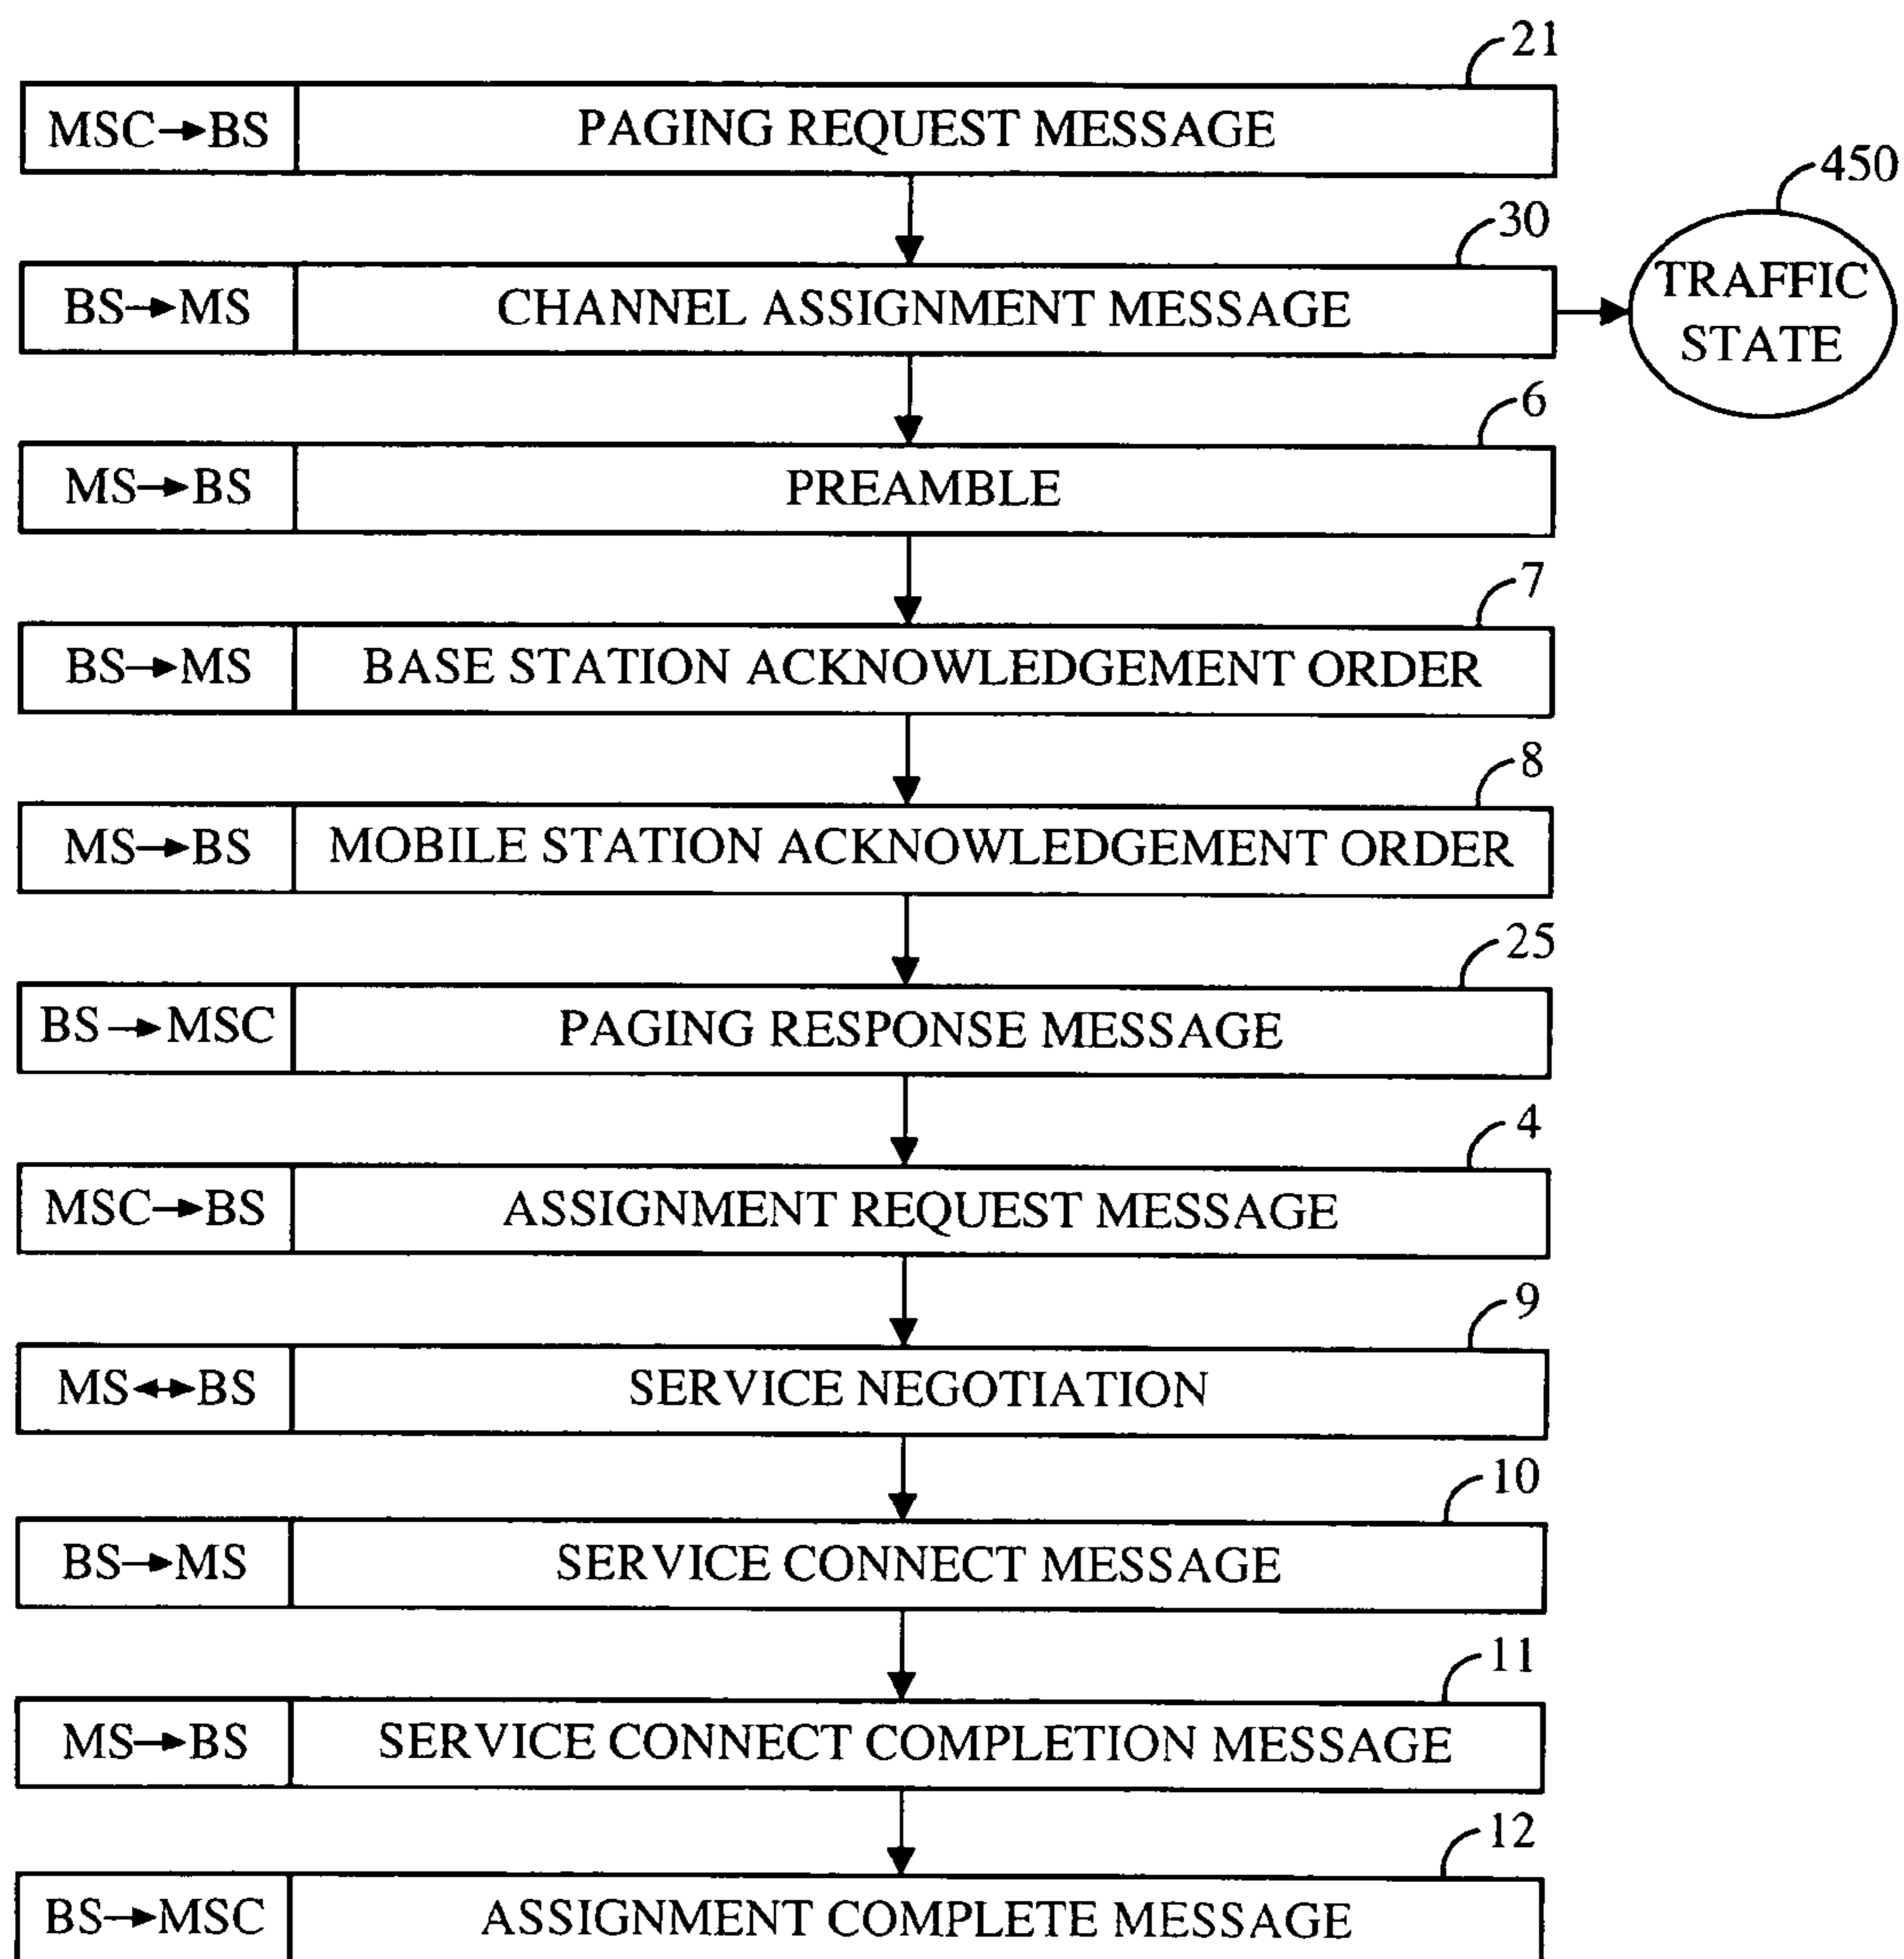 21
MSC→BS PAGING REQUEST MESSAGE
450
30
BS→MS CHANNEL ASSIGNMENT MESSAGE
TRAFFIC
STATE
6
MS→BS PREAMBLE
7
BS→MS BASE STATION ACKNOWLEDGEMENT ORDER
8
MS→BS MOBILE STATION ACKNOWLEDGEMENT ORDER
25
BS→MSC PAGING RESPONSE MESSAGE
4
MSC→BS ASSIGNMENT REQUEST MESSAGE
9
MS↔BS SERVICE NEGOTIATION
10
BS→MS SERVICE CONNECT MESSAGE
11
MS→BS SERVICE CONNECT COMPLETION MESSAGE
12
BS→MSC ASSIGNMENT COMPLETE MESSAGE